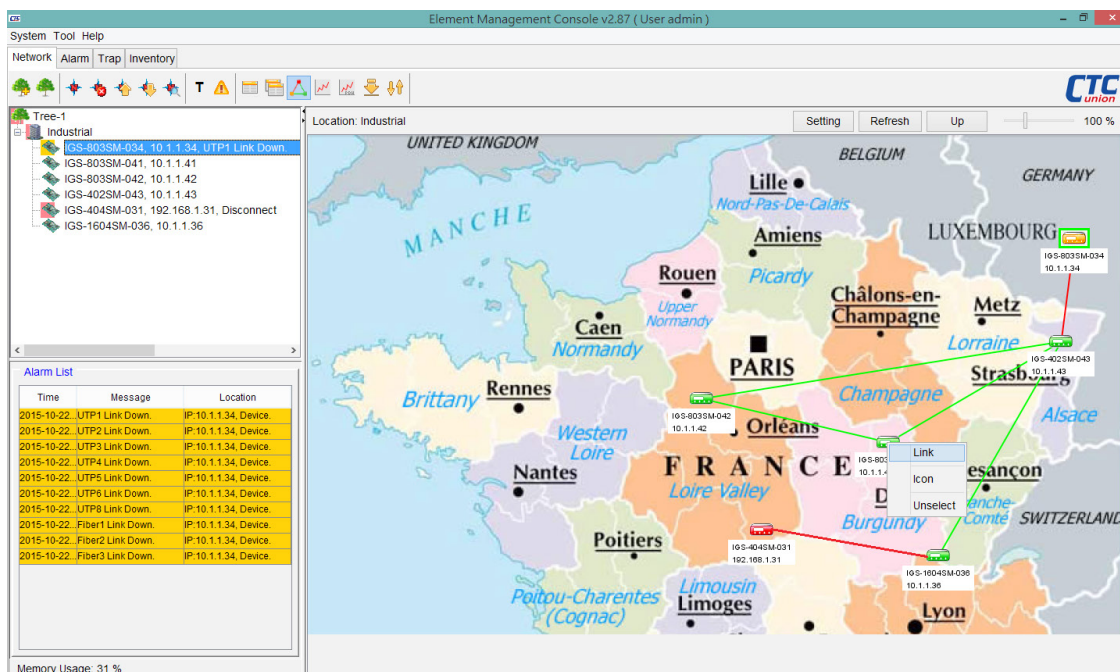 CTC
Element Management Console v2.87 ( User admin )
System Tool Help
Network Alarm Trap Inventory
T
CTC
union
Tree-1
Industrial
IGS-803SM-034, 10.1.1.34, UTP1 Link Down.
IGS-803SM-041, 10.1.1.41
IGS-803SM-042, 10.1.1.42
IGS-402SM-043, 10.1.1.43
IGS-404SM-031, 192.168.1.31, Disconnect
IGS-1604SM-036, 10.1.1.36
Alarm List
Time Message Location
2015-10-22... UTP1 Link Down. IP:10.1.1.34, Device.
2015-10-22... UTP2 Link Down. IP:10.1.1.34, Device.
2015-10-22... UTP3 Link Down. IP:10.1.1.34, Device.
2015-10-22... UTP4 Link Down. IP:10.1.1.34, Device.
2015-10-22... UTP5 Link Down. IP:10.1.1.34, Device.
2015-10-22... UTP6 Link Down. IP:10.1.1.34, Device.
2015-10-22... UTP8 Link Down. IP:10.1.1.34, Device.
2015-10-22... Fiber1 Link Down. IP:10.1.1.34, Device.
2015-10-22... Fiber2 Link Down. IP:10.1.1.34, Device.
2015-10-22... Fiber3 Link Down. IP:10.1.1.34, Device.
Memory Usage: 31 %
Location: Industrial
Setting Refresh Up 100 %
UNITED KINGDOM
BELGIUM
GERMANY
Lille
Nord-Pas-De-Calais
MANCHE
Amiens
LUXEMBOURG
IGS-803SM-034
10.1.1.34
Rouen
Picardy
Upper
Normandy
Châlons-en-
Champagne
Metz
Caen
Normandy
Lorraine
IGS-402SM-043
10.1.1.43
PARIS
Strasbourg
Rennes
Brittany
Champagne
Alsace
IGS-803SM-042
10.1.1.42
Orléans
Western
Loire
Link
Icon
Unselect
FRANCE
Nantes
Loire Valley
Burgundy
SWITZERLAND
Poitiers
IGS-404SM-031
192.168.1.31
IGS-1604SM-036
10.1.1.36
Poitou-Charentes
(Cognac)
Limousin
Limoges
Lyon